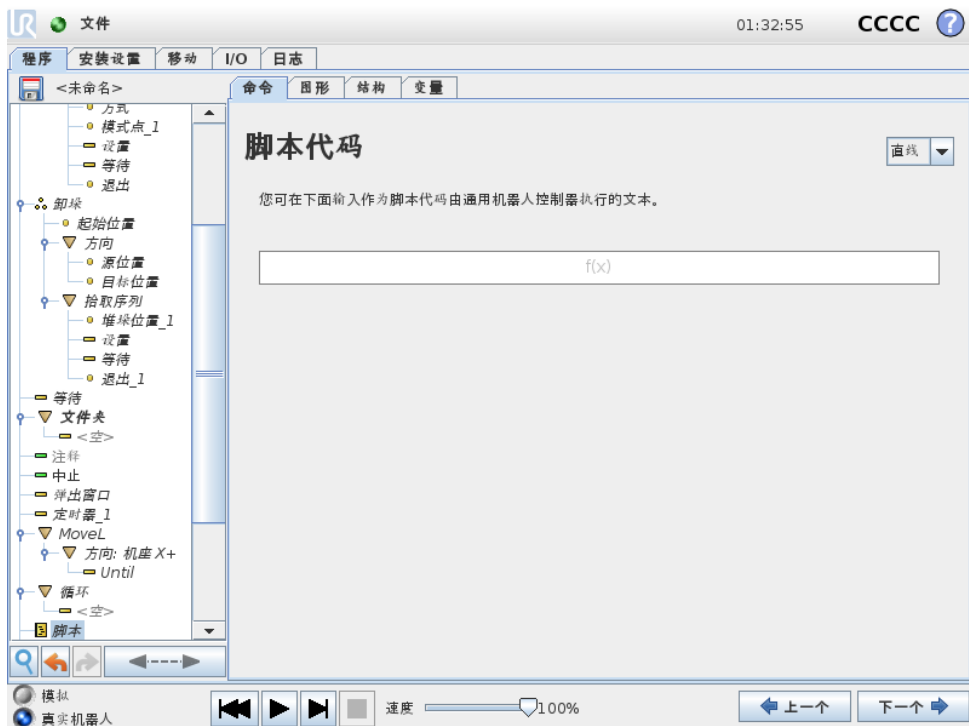 UR 文件 01:32:55 CCCC ?
程序 安装设置 移动 I/O 日志
<未命名>
命令 图形 结构 变量
方式
模式点_1
设置
等待
退出
卸垛
起始位置
方向
源位置
目标位置
拾取序列
堆垛位置_1
设置
等待
退出_1
等待
文件夹
<空>
注释
中止
弹出窗口
定时器_1
MoveL
方向: 机座 X+
Until
循环
<空>
脚本
脚本代码
直线
您可在下面输入作为脚本代码由通用机器人控制器执行的文本。
f(x)
模拟
真实机器人
速度 100%
上一个 下一个